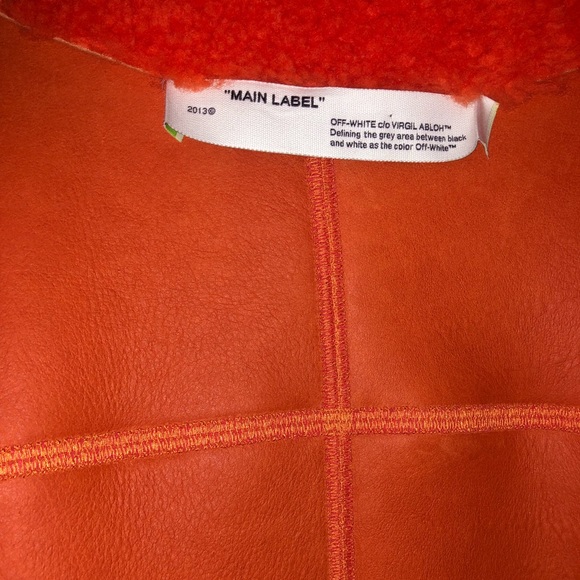 "MAIN LABEL"
2013©
OFF-WHITE c/o VIRGIL ABLOH™
Defining the grey area between black
and white as the color Off-White™